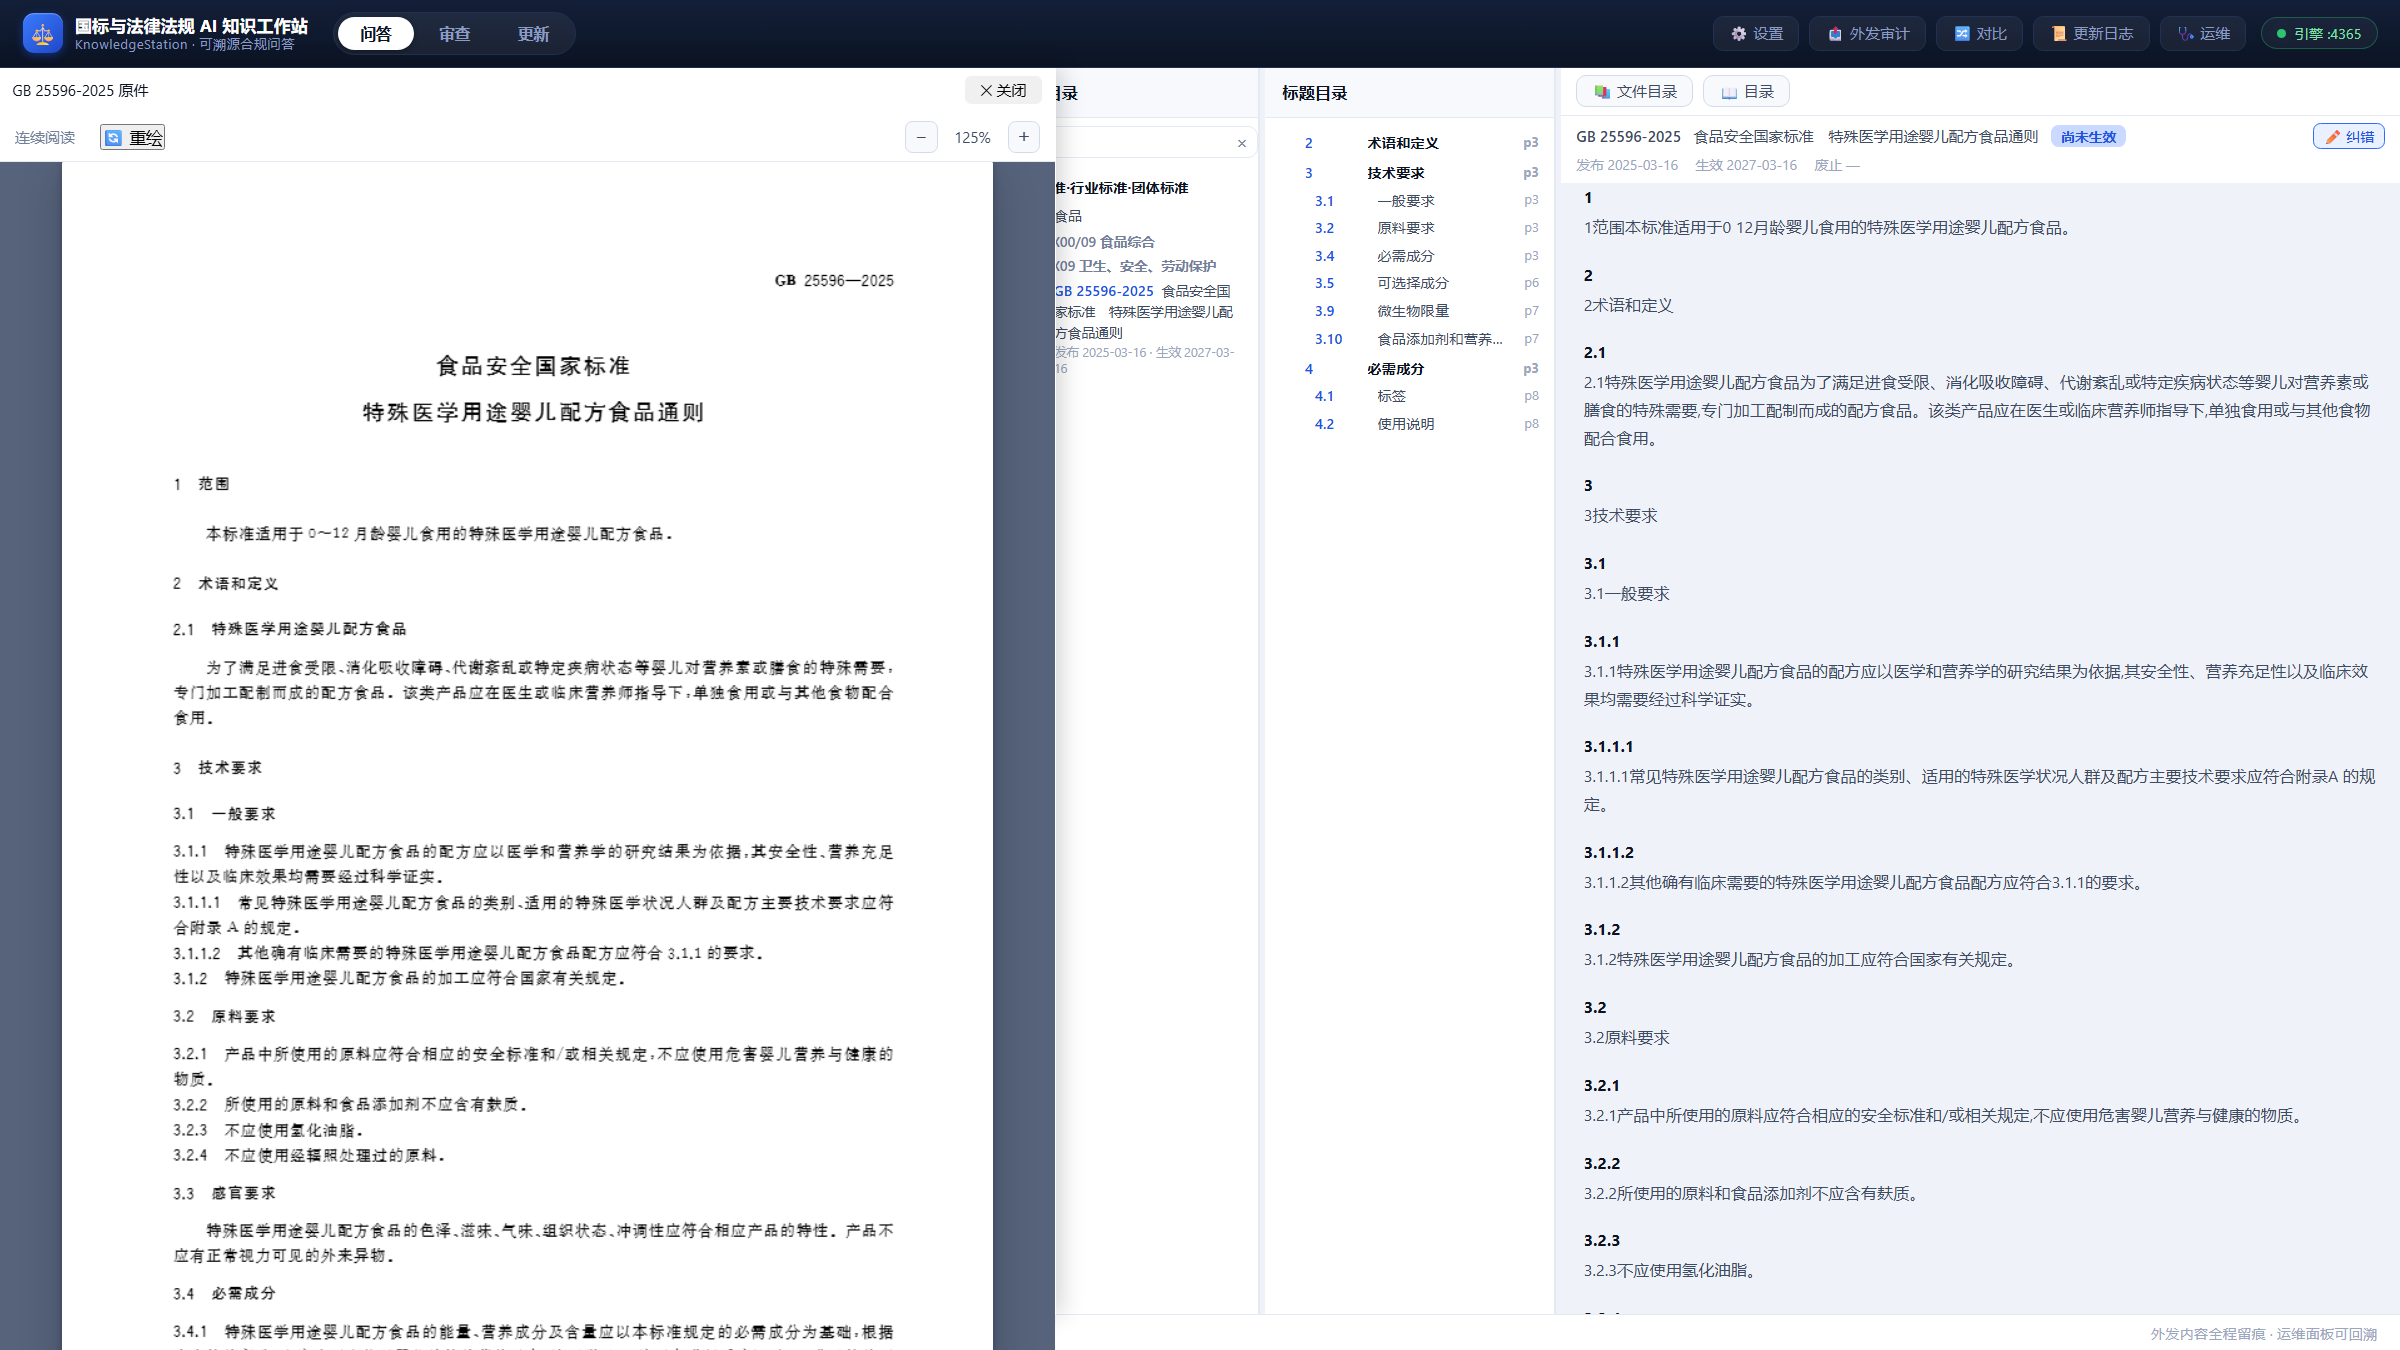 国标与法律法规 AI 知识工作站
KnowledgeStation · 可溯源合规问答
问答
审查
更新
设置
外发审计
对比
更新日志
运维
引擎 :4365
GB 25596-2025 原件
× 关闭
连续阅读
重绘
−
125%
+
GB 25596—2025
食品安全国家标准
特殊医学用途婴儿配方食品通则
1 范围
本标准适用于 0～12 月龄婴儿食用的特殊医学用途婴儿配方食品。
2 术语和定义
2.1 特殊医学用途婴儿配方食品
为了满足进食受限、消化吸收障碍、代谢紊乱或特定疾病状态等婴儿对营养素或膳食的特殊需要,
专门加工配制而成的配方食品。该类产品应在医生或临床营养师指导下,单独食用或与其他食物配合
食用。
3 技术要求
3.1 一般要求
3.1.1 特殊医学用途婴儿配方食品的配方应以医学和营养学的研究结果为依据,其安全性、营养充足
性以及临床效果均需要经过科学证实。
3.1.1.1 常见特殊医学用途婴儿配方食品的类别、适用的特殊医学状况人群及配方主要技术要求应符
合附录 A 的规定。
3.1.1.2 其他确有临床需要的特殊医学用途婴儿配方食品配方应符合 3.1.1 的要求。
3.1.2 特殊医学用途婴儿配方食品的加工应符合国家有关规定。
3.2 原料要求
3.2.1 产品中所使用的原料应符合相应的安全标准和/或相关规定,不应使用危害婴儿营养与健康的
物质。
3.2.2 所使用的原料和食品添加剂不应含有麸质。
3.2.3 不应使用氢化油脂。
3.2.4 不应使用经辐照处理过的原料。
3.3 感官要求
特殊医学用途婴儿配方食品的色泽、滋味、气味、组织状态、冲调性应符合相应产品的特性。产品不
应有正常视力可见的外来异物。
3.4 必需成分
3.4.1 特殊医学用途婴儿配方食品的能量、营养成分及含量应以本标准规定的必需成分为基础,根据
目录
×
准·行业标准·团体标准
食品
X00/09 食品综合
X09 卫生、安全、劳动保护
GB 25596-2025 食品安全国
家标准 特殊医学用途婴儿配
方食品通则
发布 2025-03-16 · 生效 2027-03-
16
标题目录
2 术语和定义 p3
3 技术要求 p3
3.1 一般要求 p3
3.2 原料要求 p3
3.4 必需成分 p3
3.5 可选择成分 p6
3.9 微生物限量 p7
3.10 食品添加剂和营养... p7
4 必需成分 p3
4.1 标签 p8
4.2 使用说明 p8
文件目录
目录
GB 25596-2025 食品安全国家标准 特殊医学用途婴儿配方食品通则 尚未生效
纠错
发布 2025-03-16 生效 2027-03-16 废止 —
1
1范围本标准适用于0 12月龄婴儿食用的特殊医学用途婴儿配方食品。
2
2术语和定义
2.1
2.1特殊医学用途婴儿配方食品为了满足进食受限、消化吸收障碍、代谢紊乱或特定疾病状态等婴儿对营养素或
膳食的特殊需要,专门加工配制而成的配方食品。该类产品应在医生或临床营养师指导下,单独食用或与其他食物
配合食用。
3
3技术要求
3.1
3.1一般要求
3.1.1
3.1.1特殊医学用途婴儿配方食品的配方应以医学和营养学的研究结果为依据,其安全性、营养充足性以及临床效
果均需要经过科学证实。
3.1.1.1
3.1.1.1常见特殊医学用途婴儿配方食品的类别、适用的特殊医学状况人群及配方主要技术要求应符合附录A 的规
定。
3.1.1.2
3.1.1.2其他确有临床需要的特殊医学用途婴儿配方食品配方应符合3.1.1的要求。
3.1.2
3.1.2特殊医学用途婴儿配方食品的加工应符合国家有关规定。
3.2
3.2原料要求
3.2.1
3.2.1产品中所使用的原料应符合相应的安全标准和/或相关规定,不应使用危害婴儿营养与健康的物质。
3.2.2
3.2.2所使用的原料和食品添加剂不应含有麸质。
3.2.3
3.2.3不应使用氢化油脂。
外发内容全程留痕 · 运维面板可回溯